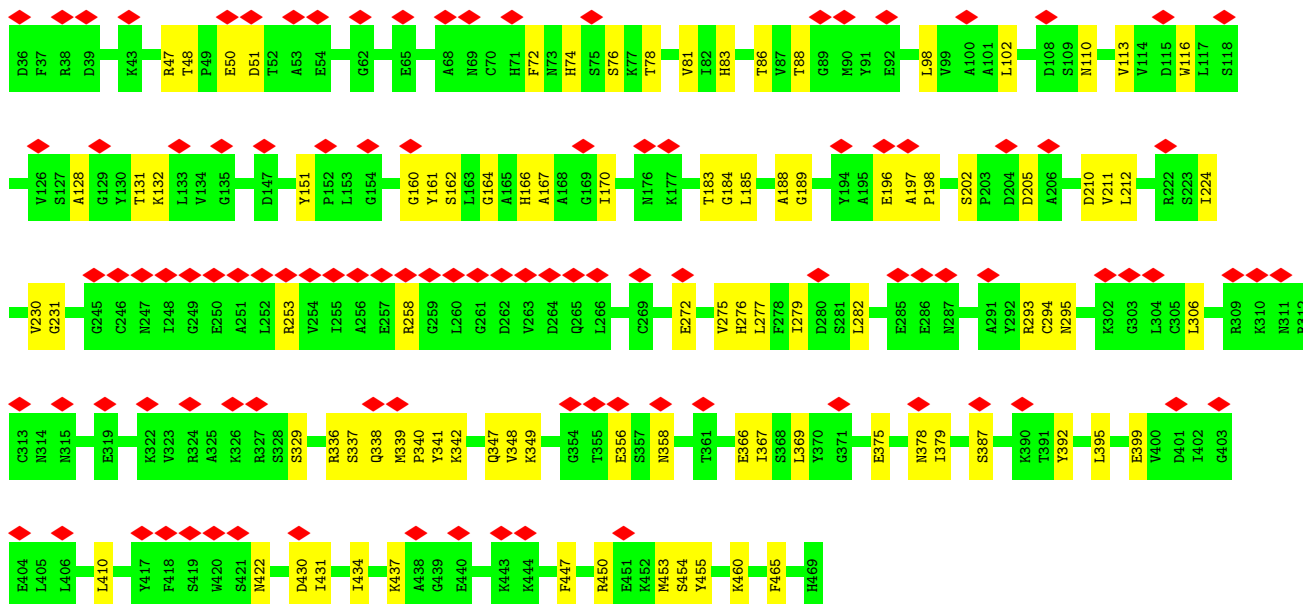 D36 F37 R38 D39 K43 R47 T48 P49 E50 D51 T52 A53 E54 G62 E65 A68 N69 C70 H71 F72 N73 H74 S75 S76 K77 T78 V81 I82 H83 T86 V87 T88 G89 M90 Y91 E92 L98 V99 A100 A101 L102 D108 S109 N110 V113 V114 D115 W116 L117 S118
V126 S127 A128 G129 Y130 T131 K132 L133 V134 G135 D147 Y151 P152 L153 G154 G160 Y161 S162 L163 G164 A165 H166 A167 A168 G169 I170 N176 K177 T183 G184 L185 A188 G189 Y194 A195 E196 A197 P198 S202 P203 D204 D205 A206 D210 V211 L212 R222 S223 I224
V230 G231 G245 C246 N247 I248 G249 E250 A251 L252 R253 V254 I255 A256 E257 R258 G259 L260 G261 D262 V263 D264 Q265 L266 C269 E272 V275 H276 L277 F278 I279 D280 S281 L282 E285 E286 N287 A291 Y292 R293 C294 N295 K302 G303 L304 C305 L306 R309 K310 N311 R312
C313 N314 N315 E319 K322 V323 R324 A325 K326 R327 S328 S329 R336 S337 Q338 M339 P340 Y341 K342 Q347 V348 K349 G354 T355 E356 S357 N358 T361 E366 I367 S368 L369 Y370 G371 E375 N378 I379 S387 K390 T391 Y392 L395 E399 V400 D401 I402 G403
E404 L405 L406 L410 Y417 F418 S419 W420 S421 N422 D430 I431 I434 K437 A438 G439 E440 K443 K444 F447 R450 E451 K452 M453 S454 Y455 K460 F465 H469